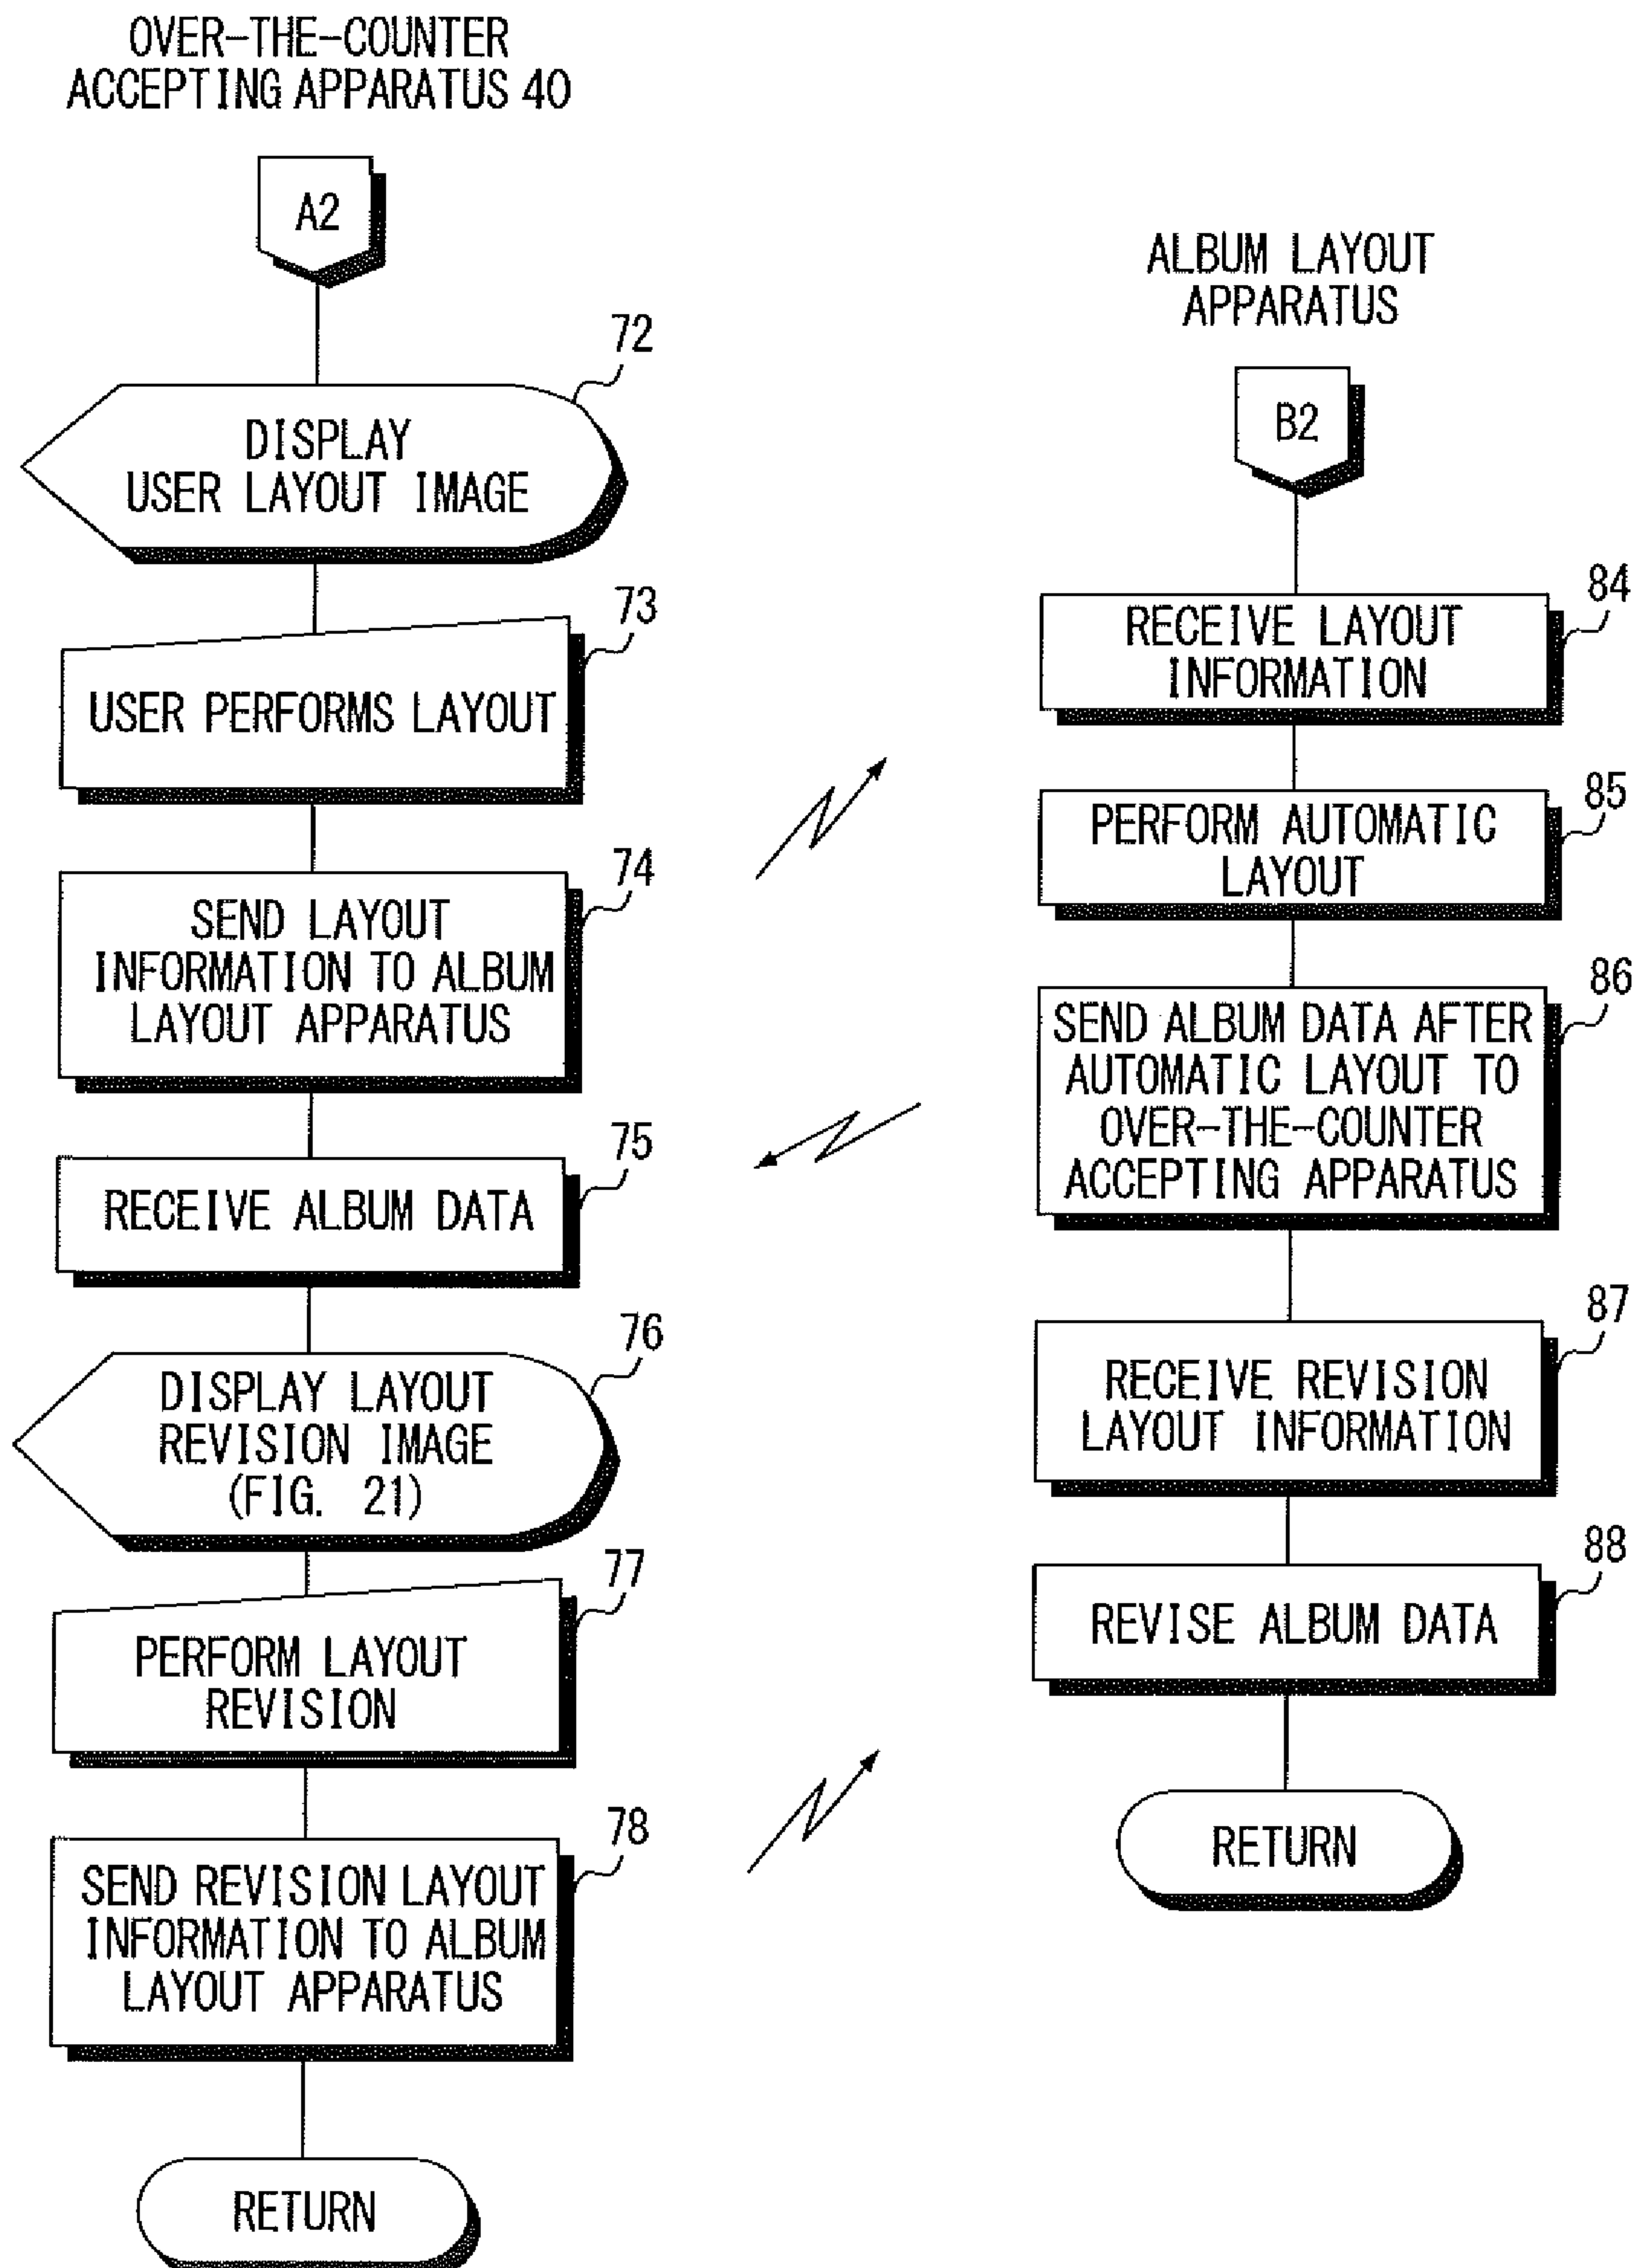 OVER-THE-COUNTER
ACCEPTING APPARATUS 40
A2
72
DISPLAY
USER LAYOUT IMAGE
73
USER PERFORMS LAYOUT
74
SEND LAYOUT
INFORMATION TO ALBUM
LAYOUT APPARATUS
75
RECEIVE ALBUM DATA
76
DISPLAY LAYOUT
REVISION IMAGE
(FIG. 21)
77
PERFORM LAYOUT
REVISION
78
SEND REVISION LAYOUT
INFORMATION TO ALBUM
LAYOUT APPARATUS
RETURN
ALBUM LAYOUT
APPARATUS
B2
84
RECEIVE LAYOUT
INFORMATION
85
PERFORM AUTOMATIC
LAYOUT
86
SEND ALBUM DATA AFTER
AUTOMATIC LAYOUT TO
OVER-THE-COUNTER
ACCEPTING APPARATUS
87
RECEIVE REVISION
LAYOUT INFORMATION
88
REVISE ALBUM DATA
RETURN